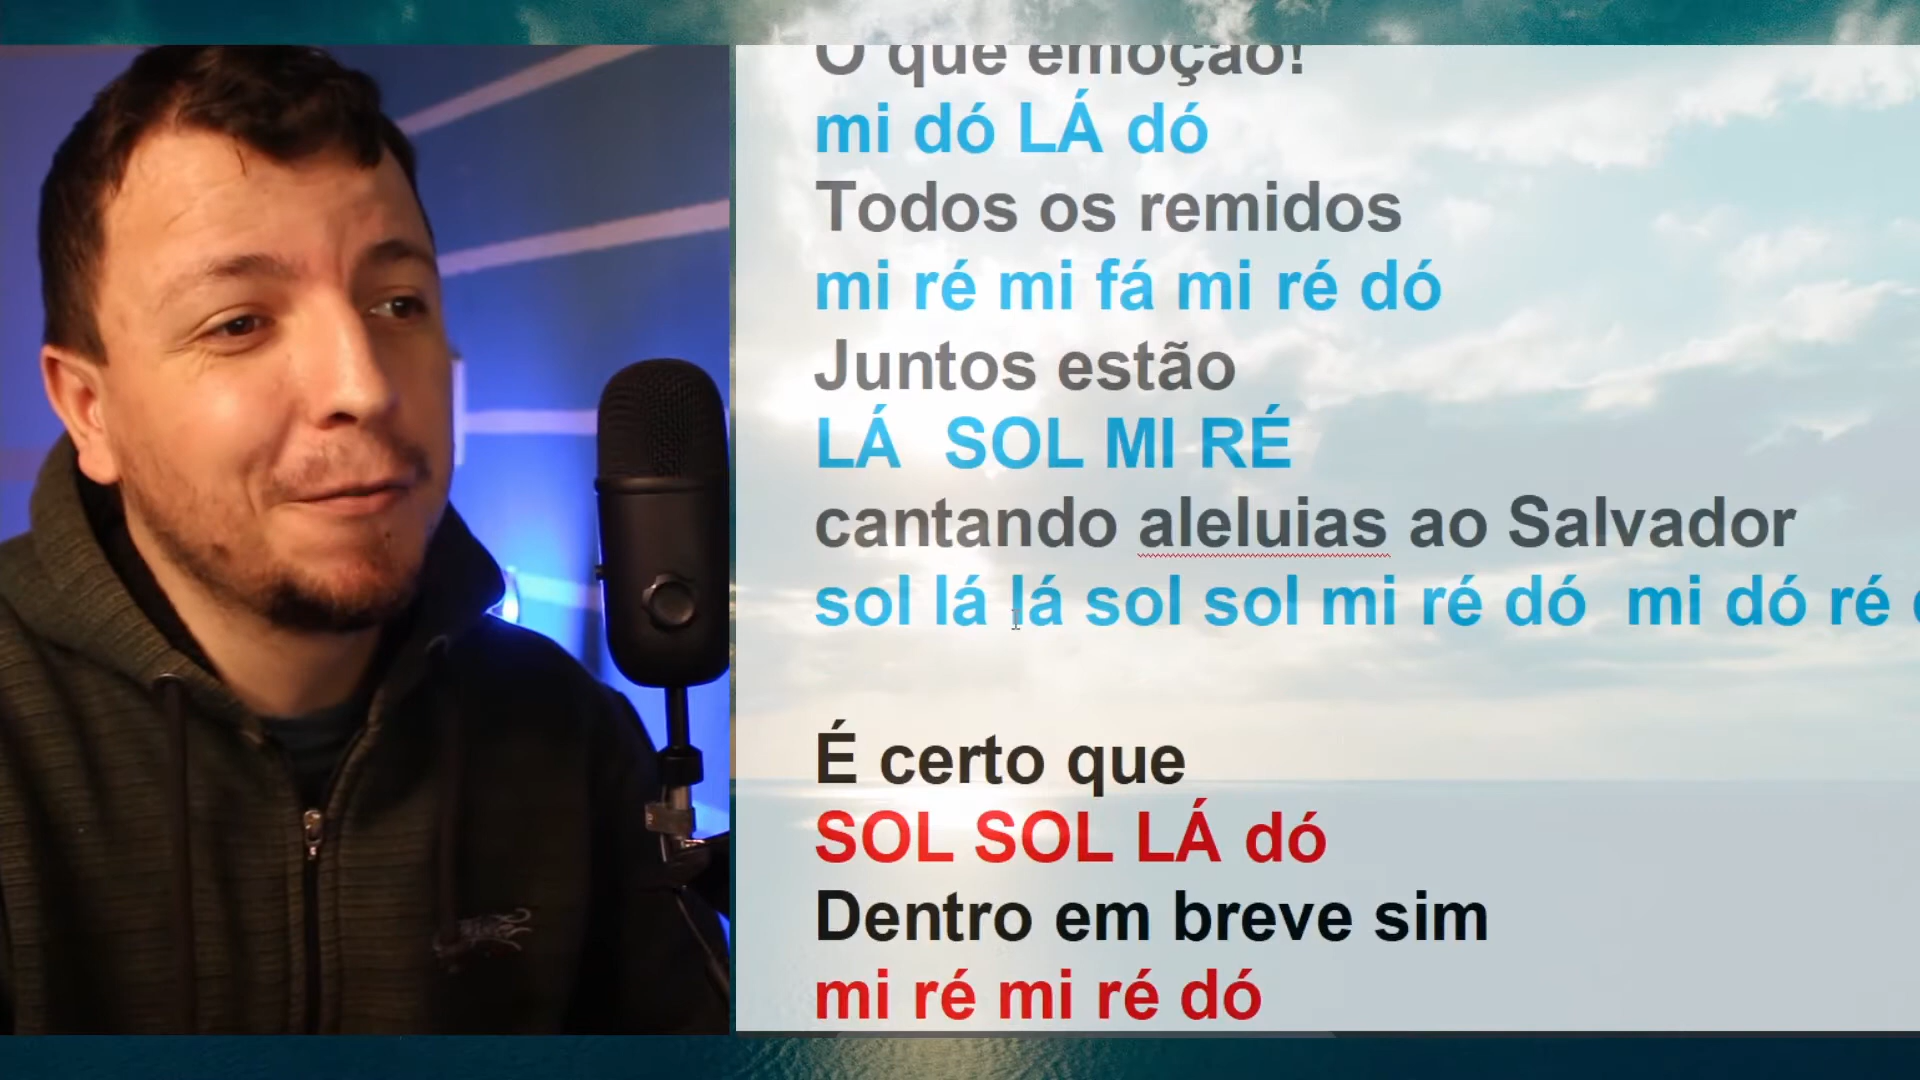 O que emoção!
mi dó LÁ dó
Todos os remidos
mi ré mi fá mi ré dó
Juntos estão
LÁ SOL MI RÉ
cantando aleluias ao Salvador
sol lá lá sol sol mi ré dó mi dó ré
É certo que
SOL SOL LÁ dó
Dentro em breve sim
mi ré mi ré dó